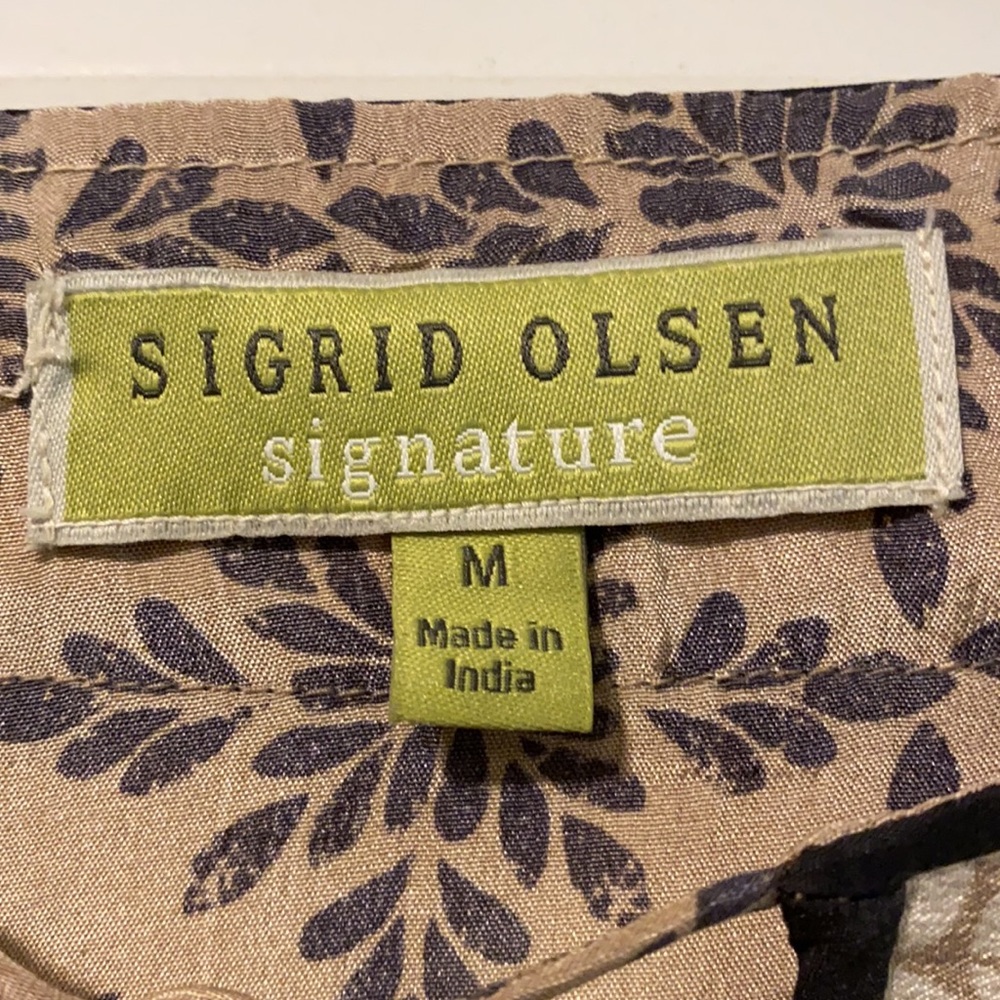 SIGRID OLSEN
signature
M
Made in
India